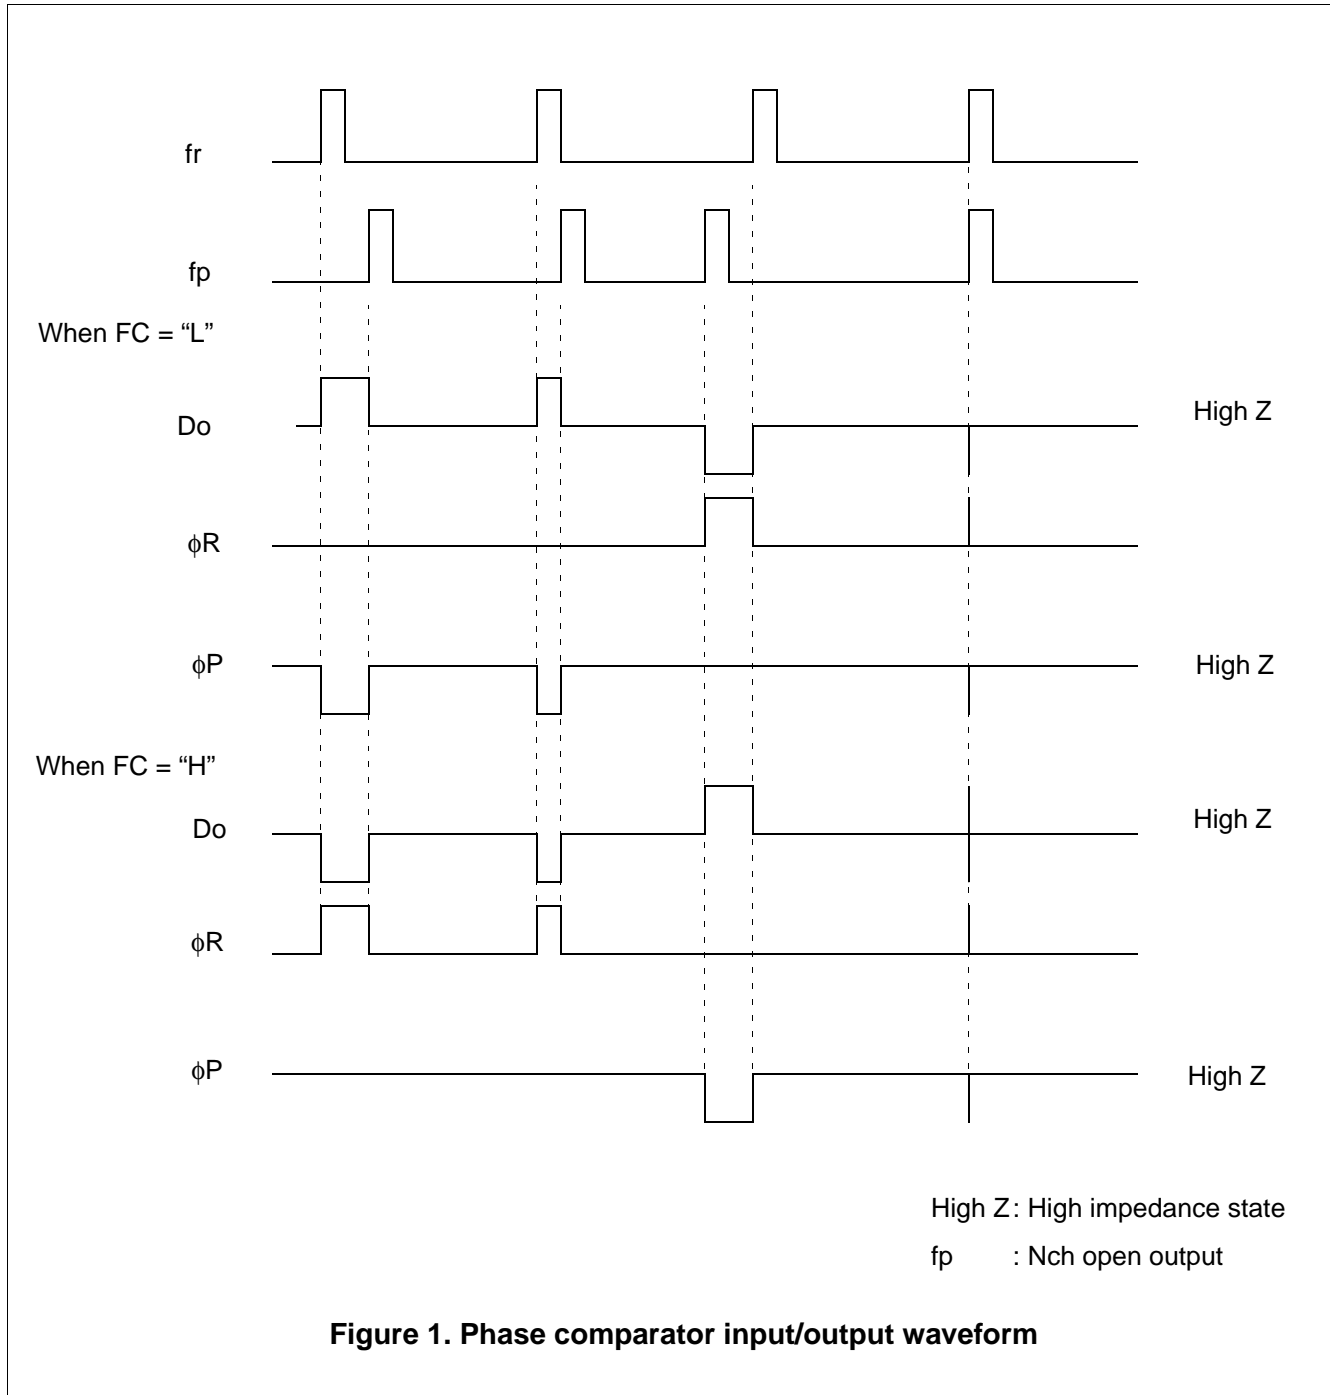 fr
fp
When FC = “L”
Do
High Z
ϕR
ϕP
High Z
When FC = “H”
Do
High Z
ϕR
ϕP
High Z
High Z : High impedance state
fp : Nch open output
Figure 1. Phase comparator input/output waveform